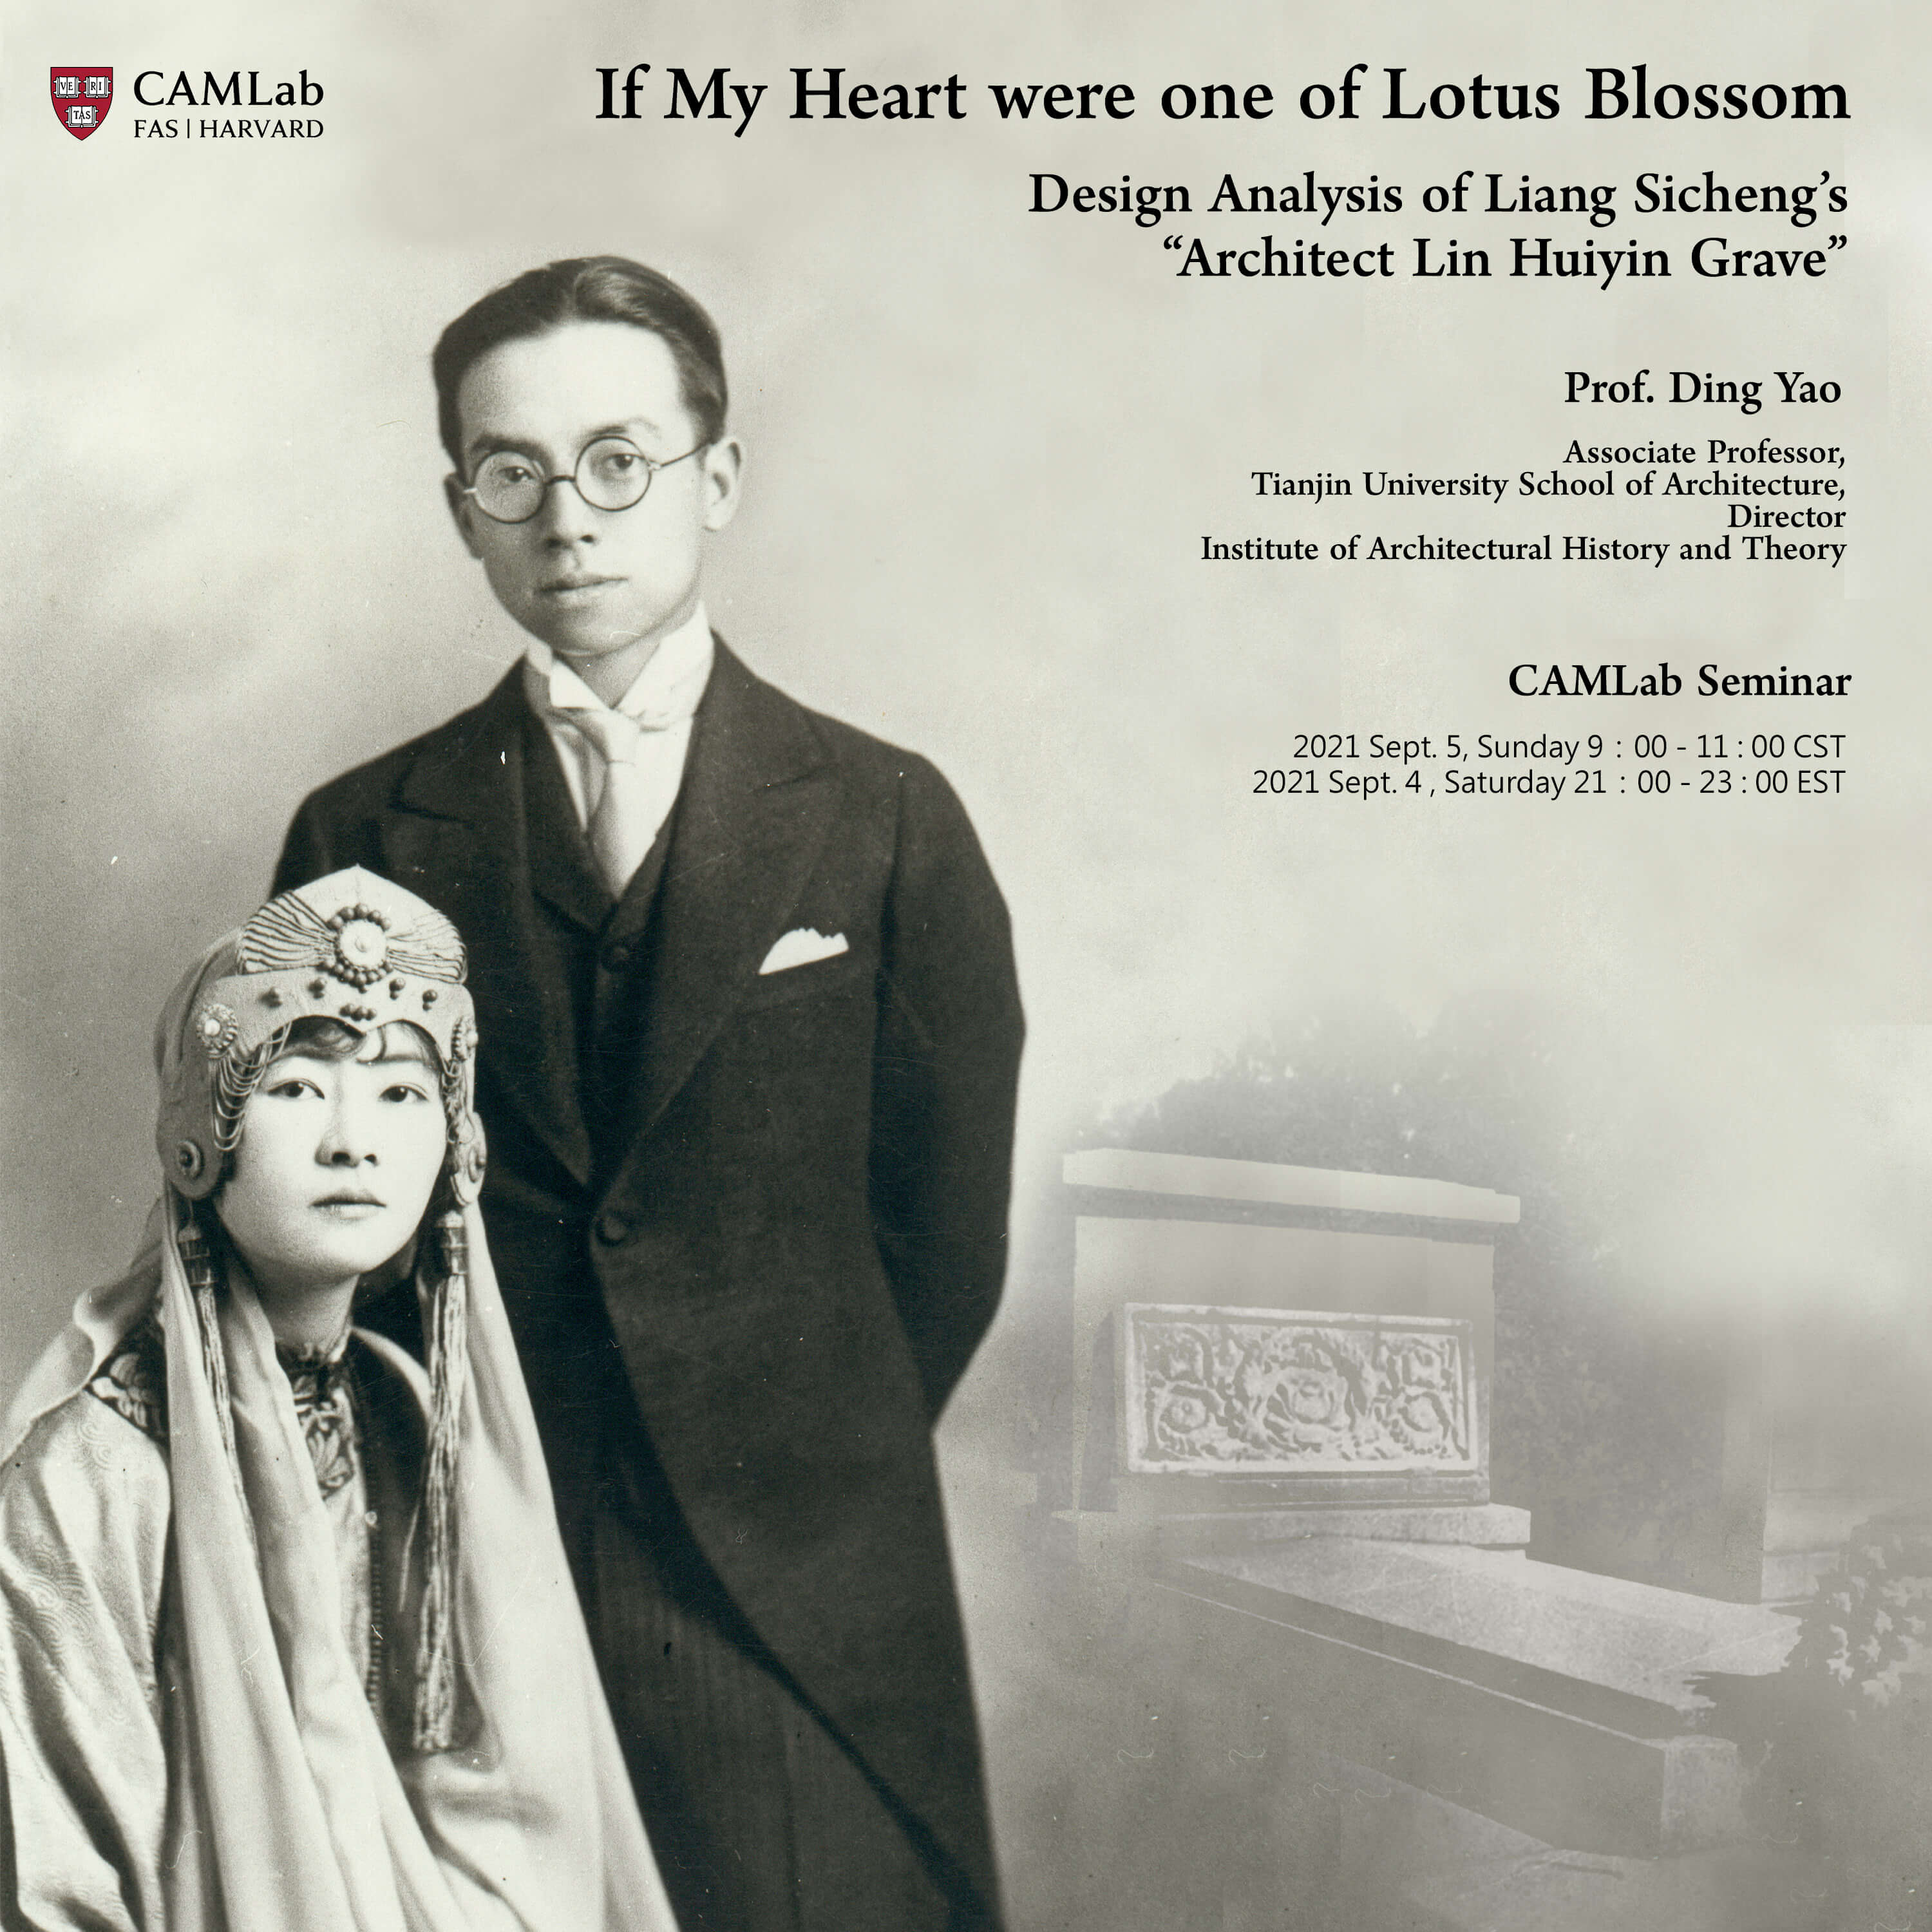 VE RI
TAS
CAMLab
FAS | HARVARD
If My Heart were one of Lotus Blossom
Design Analysis of Liang Sicheng’s
“Architect Lin Huiyin Grave”
Prof. Ding Yao
Associate Professor,
Tianjin University School of Architecture,
Director
Institute of Architectural History and Theory
CAMLab Seminar
2021 Sept. 5, Sunday 9 : 00 - 11 : 00 CST
2021 Sept. 4 , Saturday 21 : 00 - 23 : 00 EST